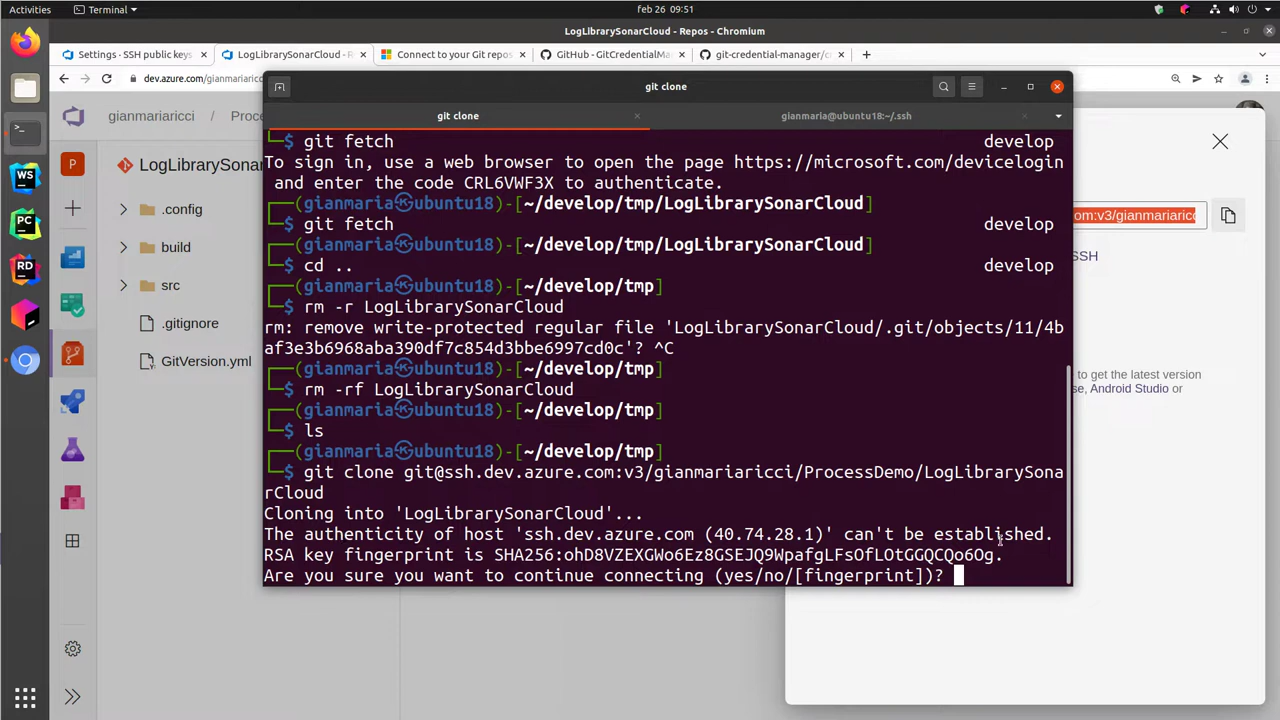 Activities
Terminal
feb 26 09:51
LogLibrarySonarCloud - Repos - Chromium
Settings · SSH public keys
LogLibrarySonarCloud - R
Connect to your Git repos
GitHub - GitCredentialMa
git-credential-manager/c
dev.azure.com/gianmariaricc
git clone
gianmariaricci
git clone
gianmaria@ubuntu18:~/.ssh
LogLibrarySonar
.config
build
src
.gitignore
GitVersion.yml
└─$ git fetch develop
To sign in, use a web browser to open the page https://microsoft.com/devicelogin
and enter the code CRL6VWF3X to authenticate.
┌──(gianmaria㉿ubuntu18)-[~/develop/tmp/LogLibrarySonarCloud]
└─$ git fetch develop
┌──(gianmaria㉿ubuntu18)-[~/develop/tmp/LogLibrarySonarCloud]
└─$ cd .. develop
┌──(gianmaria㉿ubuntu18)-[~/develop/tmp]
└─$ rm -r LogLibrarySonarCloud
rm: remove write-protected regular file 'LogLibrarySonarCloud/.git/objects/11/4b
af3e3b6968aba390df7c854d3bbe6997cd0c'? ^C
┌──(gianmaria㉿ubuntu18)-[~/develop/tmp]
└─$ rm -rf LogLibrarySonarCloud
┌──(gianmaria㉿ubuntu18)-[~/develop/tmp]
└─$ ls
┌──(gianmaria㉿ubuntu18)-[~/develop/tmp]
└─$ git clone git@ssh.dev.azure.com:v3/gianmariaricci/ProcessDemo/LogLibrarySona
rCloud
Cloning into 'LogLibrarySonarCloud'...
The authenticity of host 'ssh.dev.azure.com (40.74.28.1)' can't be established.
RSA key fingerprint is SHA256:ohD8VZEXGWo6Ez8GSEJQ9WpafgLFsOfLOtGGQCQo6Og.
Are you sure you want to continue connecting (yes/no/[fingerprint])?
om:v3/gianmariaricc
SSH
to get the latest version
se, Android Studio or
P
WS
PC
RD